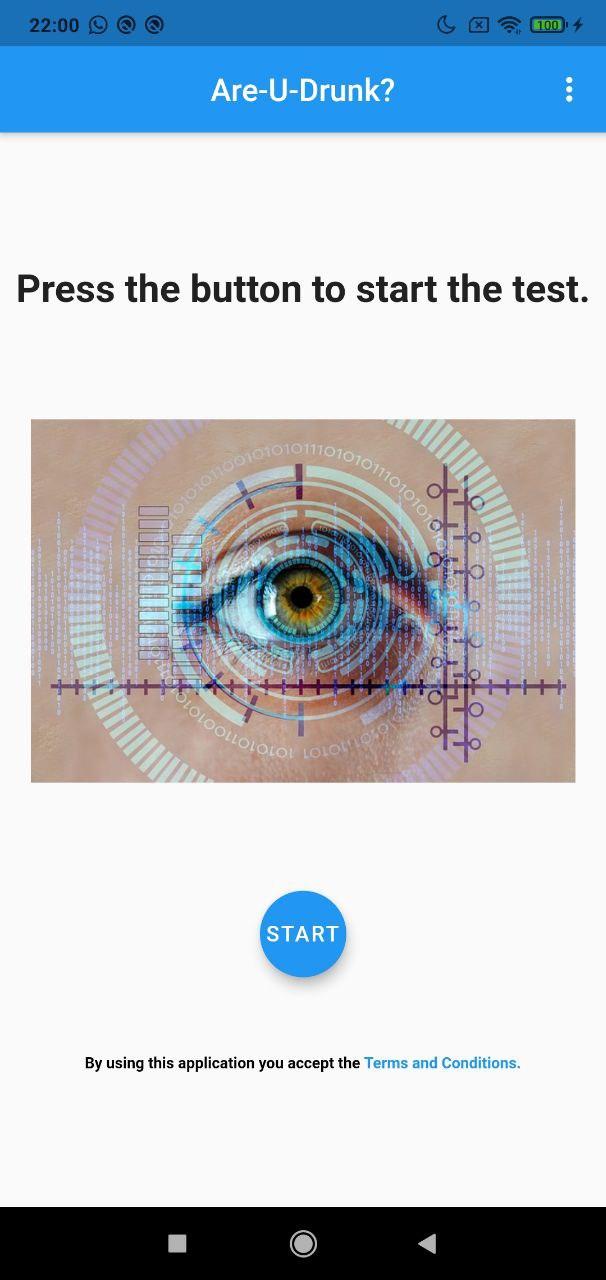 22:00
100
Are-U-Drunk?
Press the button to start the test.
START
By using this application you accept the Terms and Conditions.